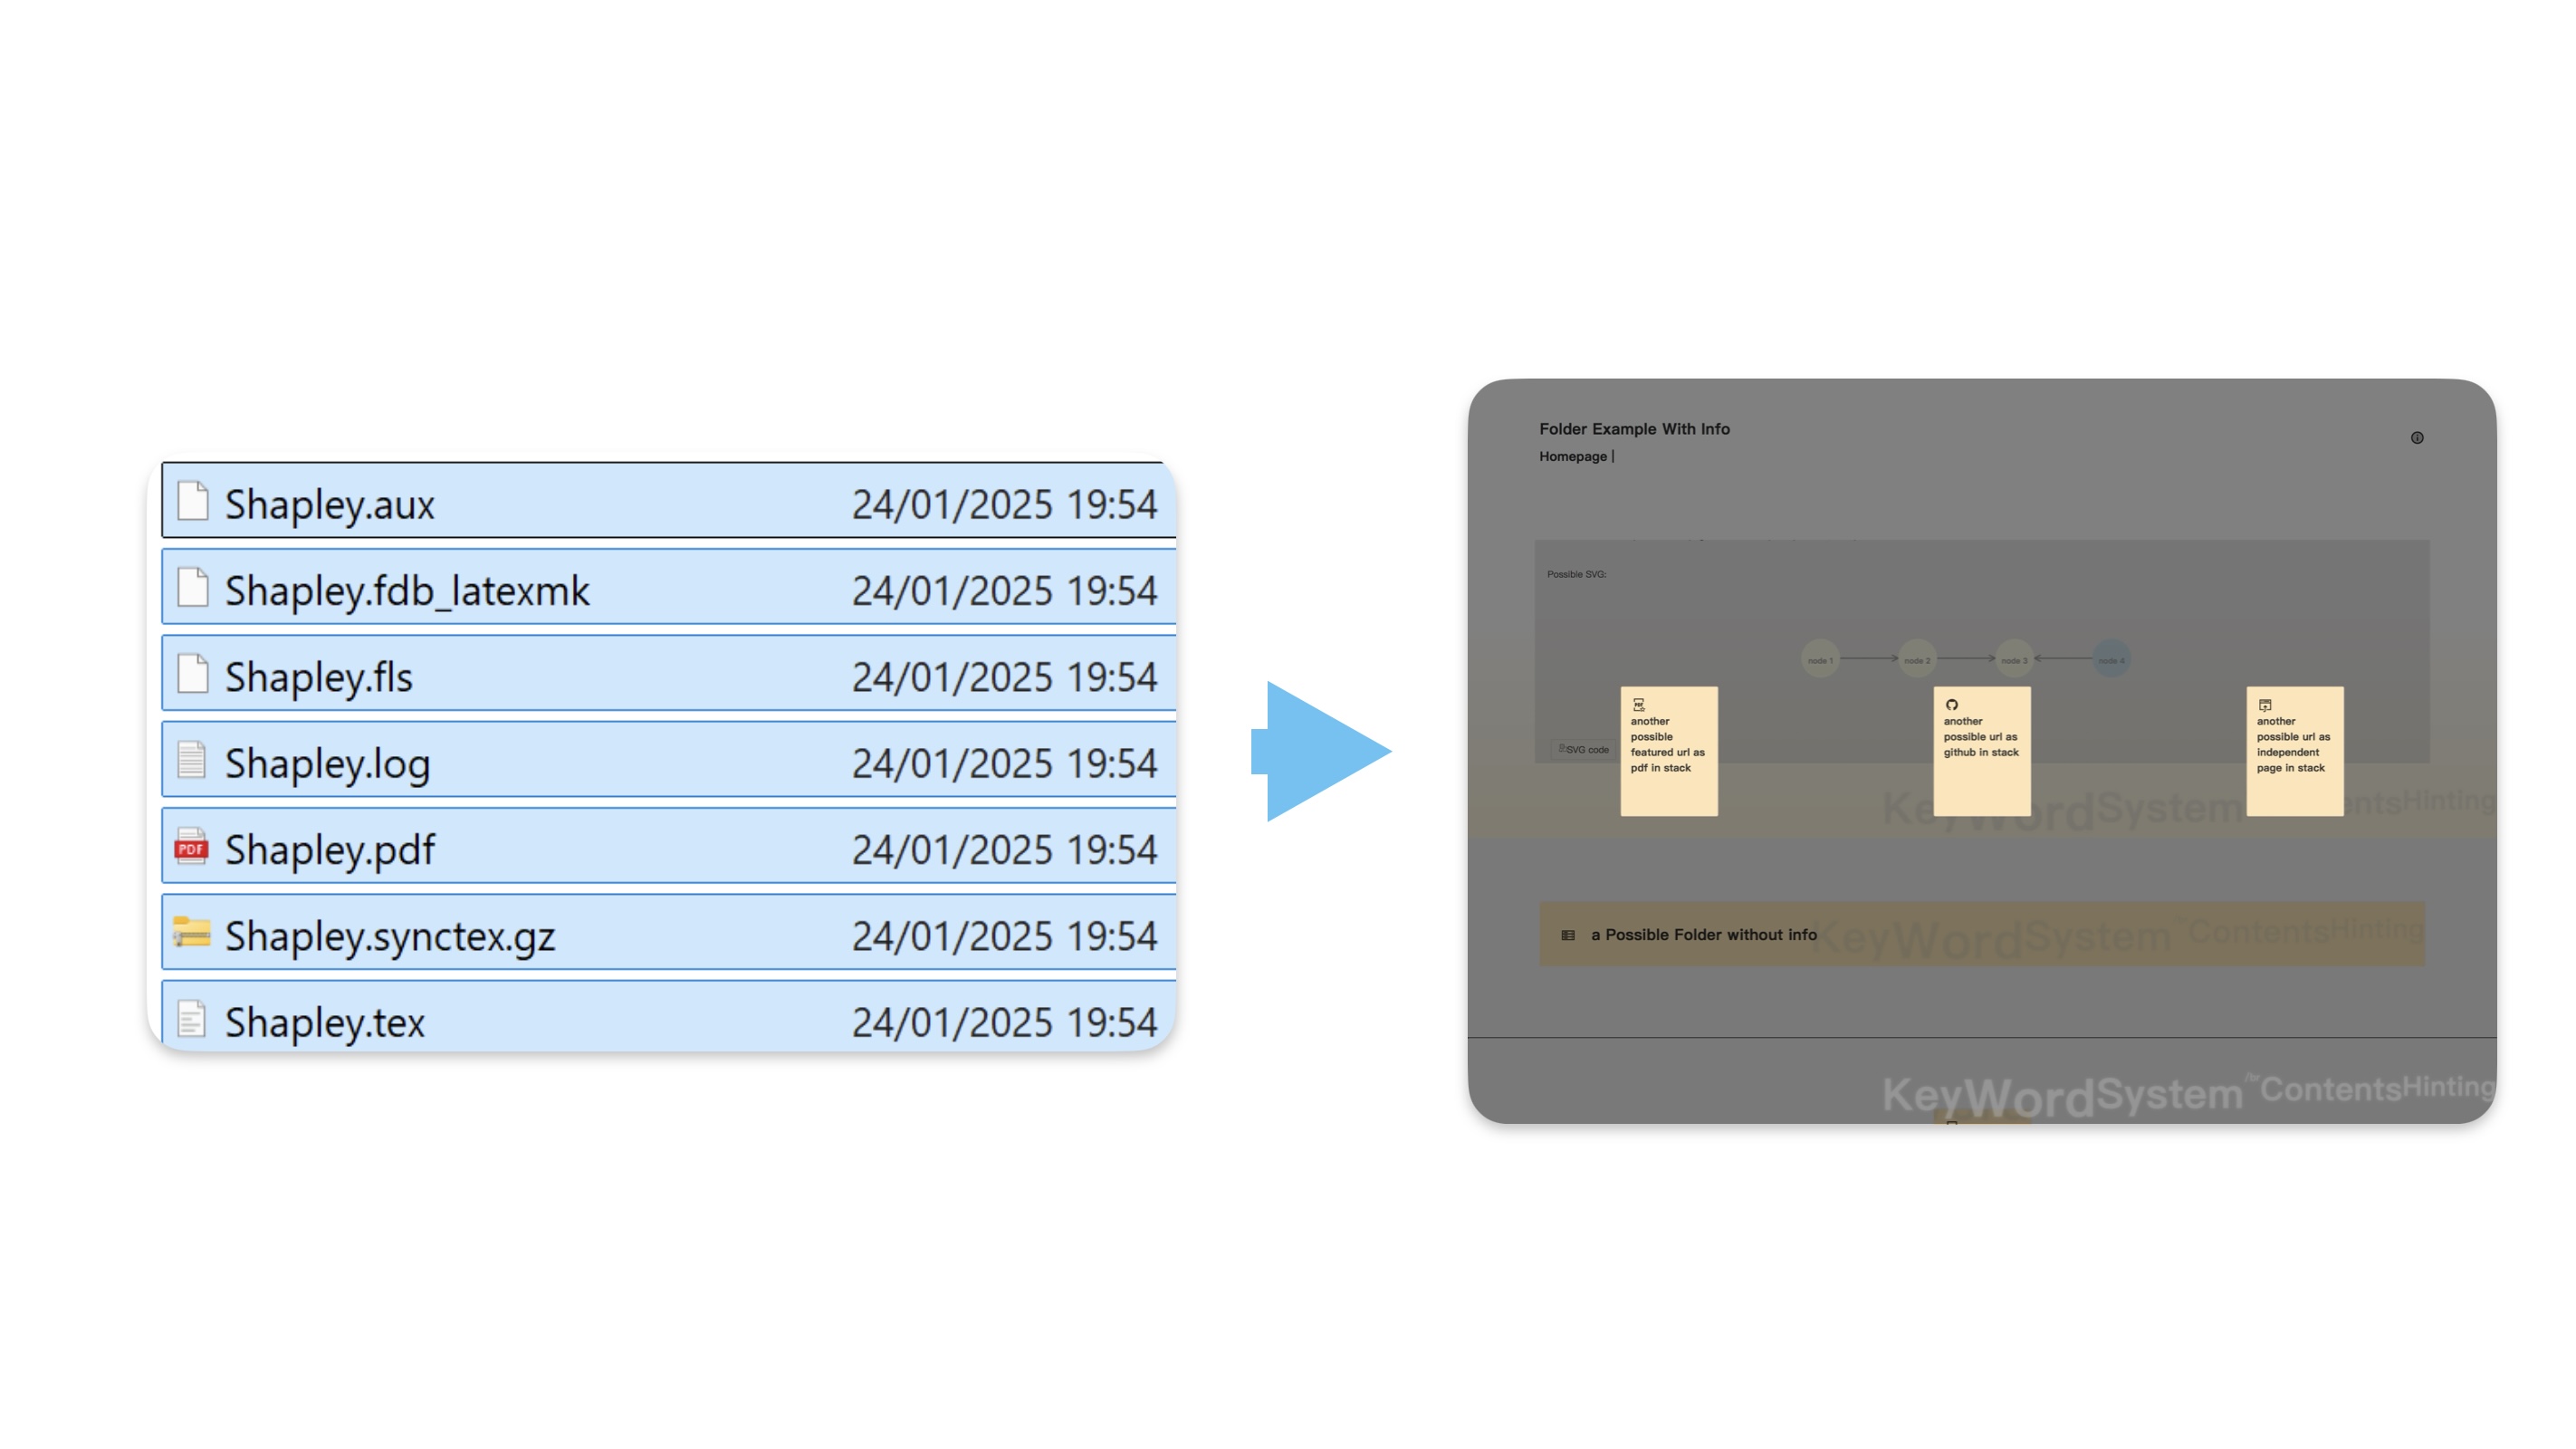 Shapley.aux 24/01/2025 19:54
Shapley.fdb_latexmk 24/01/2025 19:54
Shapley.fls 24/01/2025 19:54
Shapley.log 24/01/2025 19:54
PDF Shapley.pdf 24/01/2025 19:54
Shapley.synctex.gz 24/01/2025 19:54
Shapley.tex 24/01/2025 19:54
Folder Example With Info
Homepage |
Possible SVG:
node 1
node 2
node 3
node 4
SVG code
another
possible
featured url as
pdf in stack
another
possible url as
github in stack
another
possible url as
independent
page in stack
KeyWordSystem
ntsHinting
a Possible Folder without info
KeyWordSystem ContentsHinting
KeyWordSystem ContentsHinting